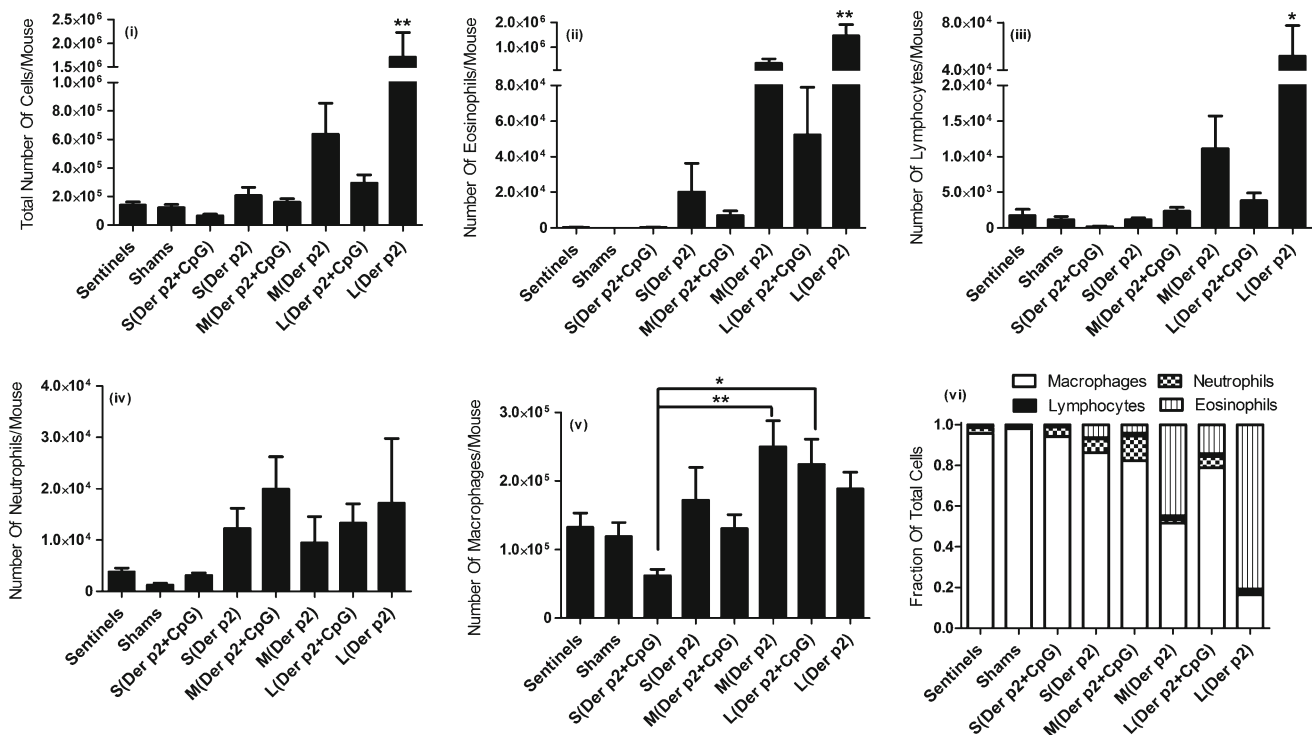 (i)
Total Number Of Cells/Mouse
2.5×10⁶
2.0×10⁶
1.5×10⁶
1.0×10⁶
1.0×10⁶
8.0×10⁵
6.0×10⁵
4.0×10⁵
2.0×10⁵
0
**
Sentinels
Shams
S(Der p2+CpG)
S(Der p2)
M(Der p2+CpG)
M(Der p2)
L(Der p2+CpG)
L(Der p2)
(ii)
Number Of Eosinophils/Mouse
2.0×10⁶
1.0×10⁶
8.0×10⁴
4.0×10⁴
2.0×10⁴
0
**
Sentinels
Shams
S(Der p2+CpG)
S(Der p2)
M(Der p2+CpG)
M(Der p2)
L(Der p2+CpG)
L(Der p2)
(iii)
Number Of Lymphocytes/Mouse
8.0×10⁴
4.0×10⁴
2.0×10⁴
1.5×10⁴
1.0×10⁴
5.0×10³
0
*
Sentinels
Shams
S(Der p2+CpG)
S(Der p2)
M(Der p2+CpG)
M(Der p2)
L(Der p2+CpG)
L(Der p2)
(iv)
Number Of Neutrophils/Mouse
4.0×10⁴
3.0×10⁴
2.0×10⁴
1.0×10⁴
0
Sentinels
Shams
S(Der p2+CpG)
S(Der p2)
M(Der p2+CpG)
M(Der p2)
L(Der p2+CpG)
L(Der p2)
(v)
Number Of Macrophages/Mouse
3.0×10⁵
2.0×10⁵
1.0×10⁵
0
*
**
Sentinels
Shams
S(Der p2+CpG)
S(Der p2)
M(Der p2+CpG)
M(Der p2)
L(Der p2+CpG)
L(Der p2)
(vi)
Macrophages Neutrophils
Lymphocytes Eosinophils
Fraction Of Total Cells
1.0
0.8
0.6
0.4
0.2
0.0
Sentinels
Shams
S(Der p2+CpG)
S(Der p2)
M(Der p2+CpG)
M(Der p2)
L(Der p2+CpG)
L(Der p2)